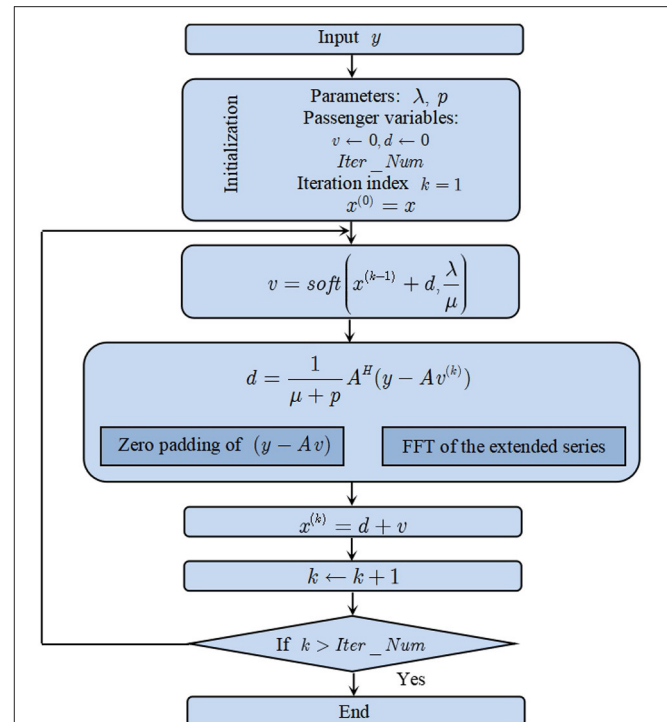 Input y
Initialization
Parameters: λ, p
Passenger variables:
v ← 0, d ← 0
Iter_Num
Iteration index k = 1
x^(0) = x
v = soft(x^(k−1) + d, λ/μ)
d = 1/(μ + p) A^H(y − Av^(k))
Zero padding of (y − Av)
FFT of the extended series
x^(k) = d + v
k ← k + 1
If k > Iter_Num
Yes
End